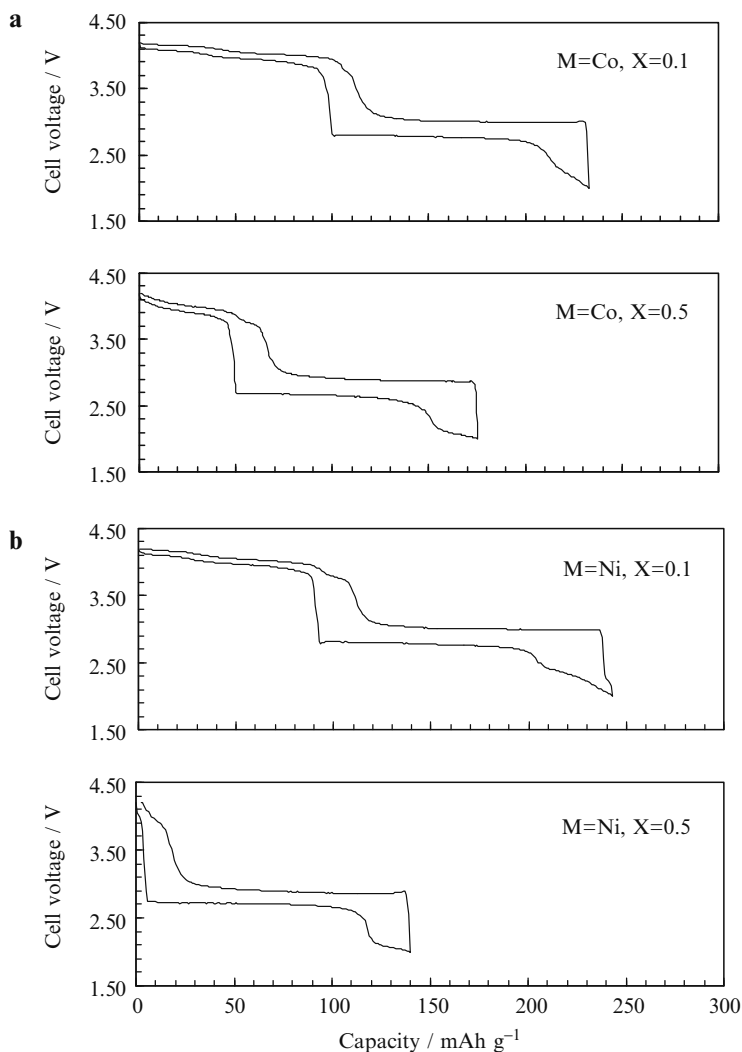 a
4.50
3.50
2.50
1.50
Cell voltage / V
M=Co, X=0.1
4.50
3.50
2.50
1.50
Cell voltage / V
M=Co, X=0.5
b
4.50
3.50
2.50
1.50
Cell voltage / V
M=Ni, X=0.1
4.50
3.50
2.50
1.50
Cell voltage / V
M=Ni, X=0.5
0 50 100 150 200 250 300
Capacity / mAh g⁻¹